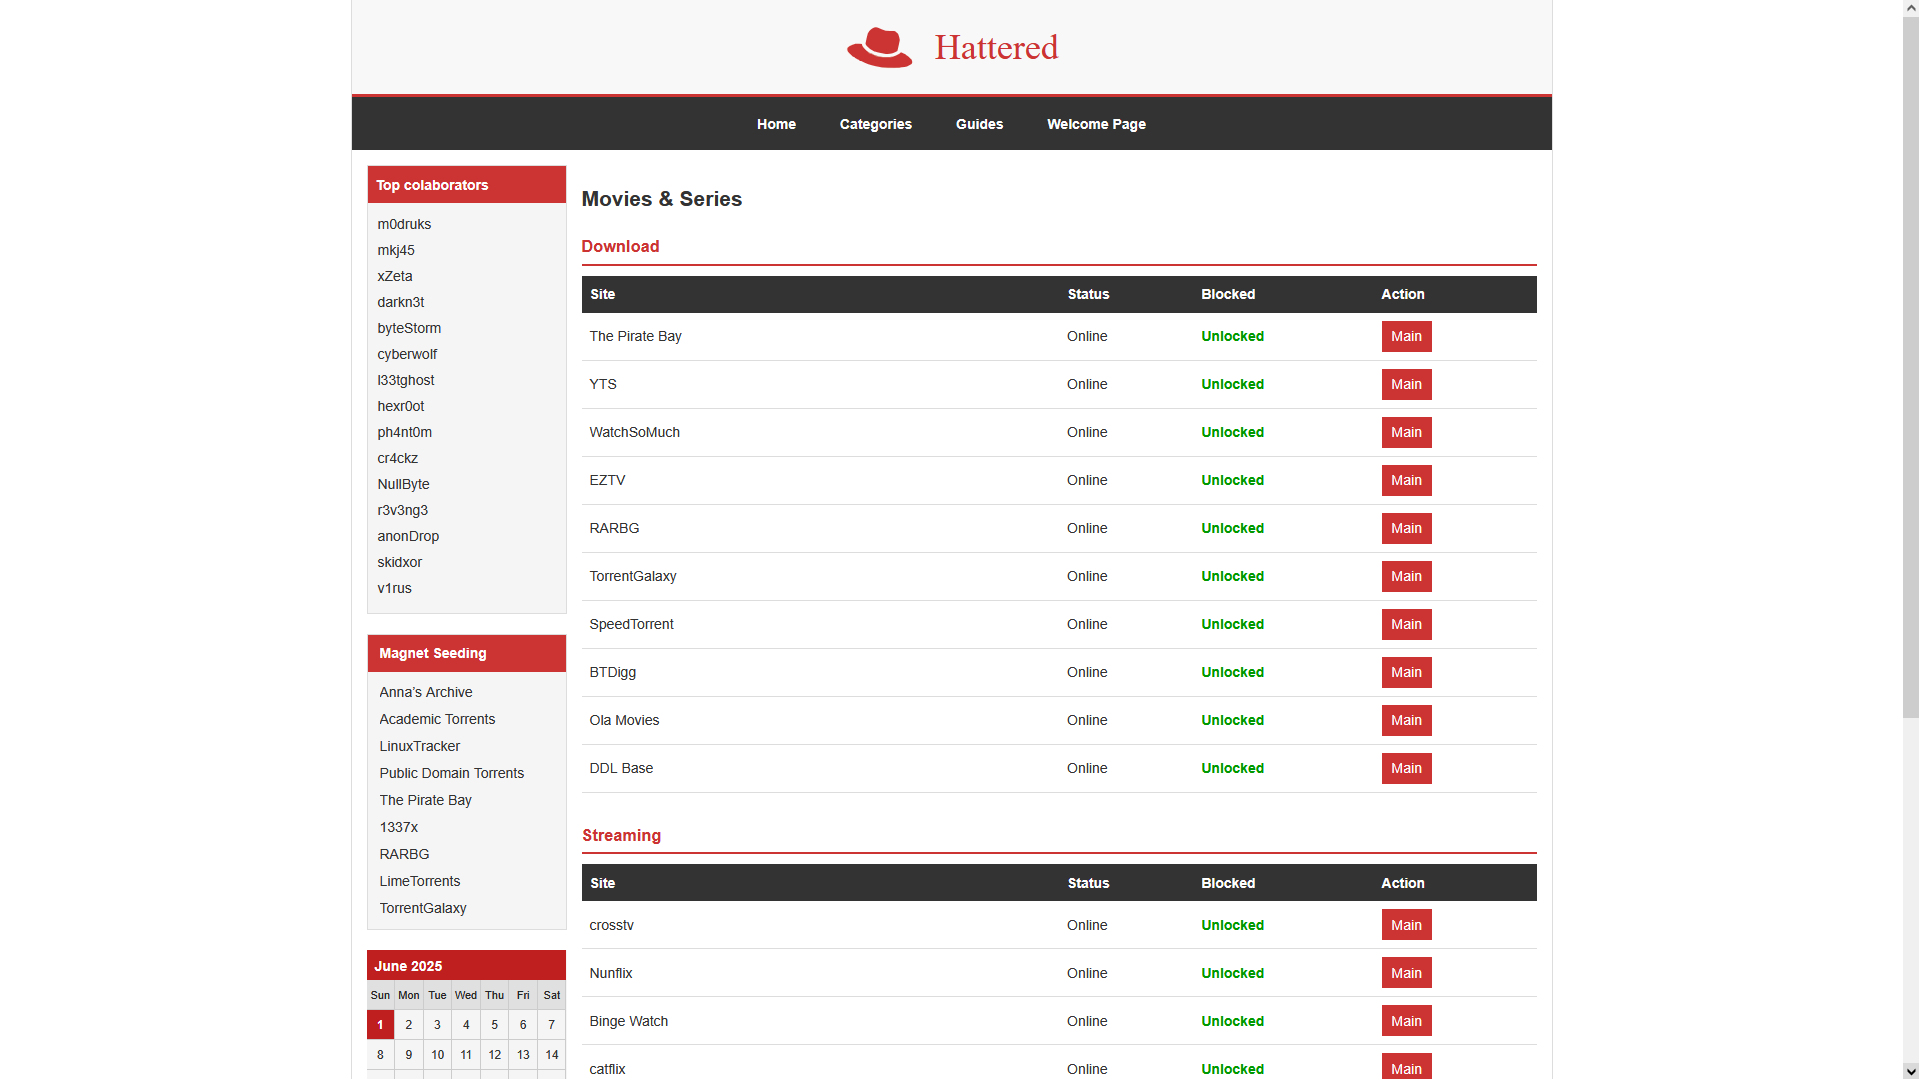 Hattered
Home Categories Guides Welcome Page
Top colaborators
m0druks
mkj45
xZeta
darkn3t
byteStorm
cyberwolf
l33tghost
hexr0ot
ph4nt0m
cr4ckz
NullByte
r3v3ng3
anonDrop
skidxor
v1rus
Magnet Seeding
Anna's Archive
Academic Torrents
LinuxTracker
Public Domain Torrents
The Pirate Bay
1337x
RARBG
LimeTorrents
TorrentGalaxy
June 2025
Sun Mon Tue Wed Thu Fri Sat
1 2 3 4 5 6 7
8 9 10 11 12 13 14
Movies & Series
Download
Site Status Blocked Action
The Pirate Bay Online Unlocked Main
YTS Online Unlocked Main
WatchSoMuch Online Unlocked Main
EZTV Online Unlocked Main
RARBG Online Unlocked Main
TorrentGalaxy Online Unlocked Main
SpeedTorrent Online Unlocked Main
BTDigg Online Unlocked Main
Ola Movies Online Unlocked Main
DDL Base Online Unlocked Main
Streaming
Site Status Blocked Action
crosstv Online Unlocked Main
Nunflix Online Unlocked Main
Binge Watch Online Unlocked Main
catflix Online Unlocked Main